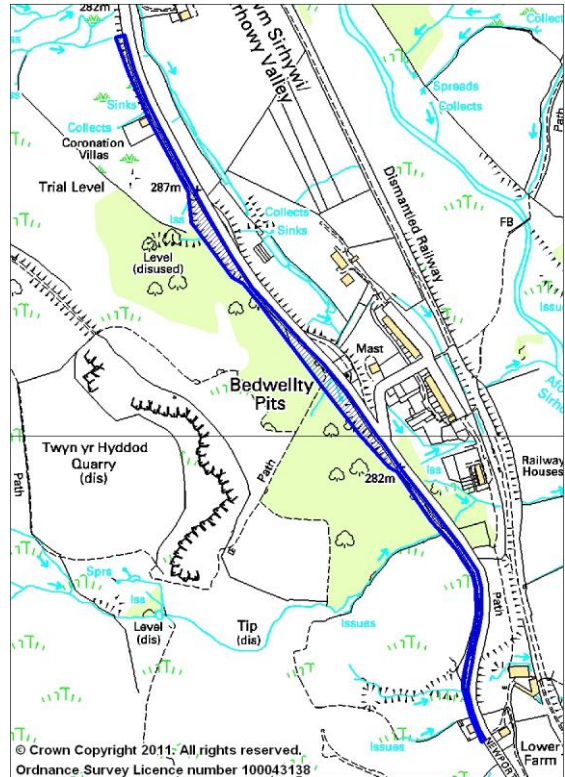 282m
Collects
Cwm Sirhywi/
Sirhowy Valley
Spreads
Collects
Path
Sinks
Collects
Coronation
Villas
Trial Level
287m
Iss
Collects
Sinks
Level
(disused)
Dismantled Railway
FB
Issues
Mast
Bedwellty
Pits
Twyn yr Hyddod
Quarry
(dis)
Path
Path
282m
Iss
Railway
Houses
Sprs
Iss
Level
(dis)
Tip
(dis)
Issues
Path
Issues
NEWPORT
Lower
Farm
© Crown Copyright 2011. All rights reserved.
Ordnance Survey Licence number 100043138